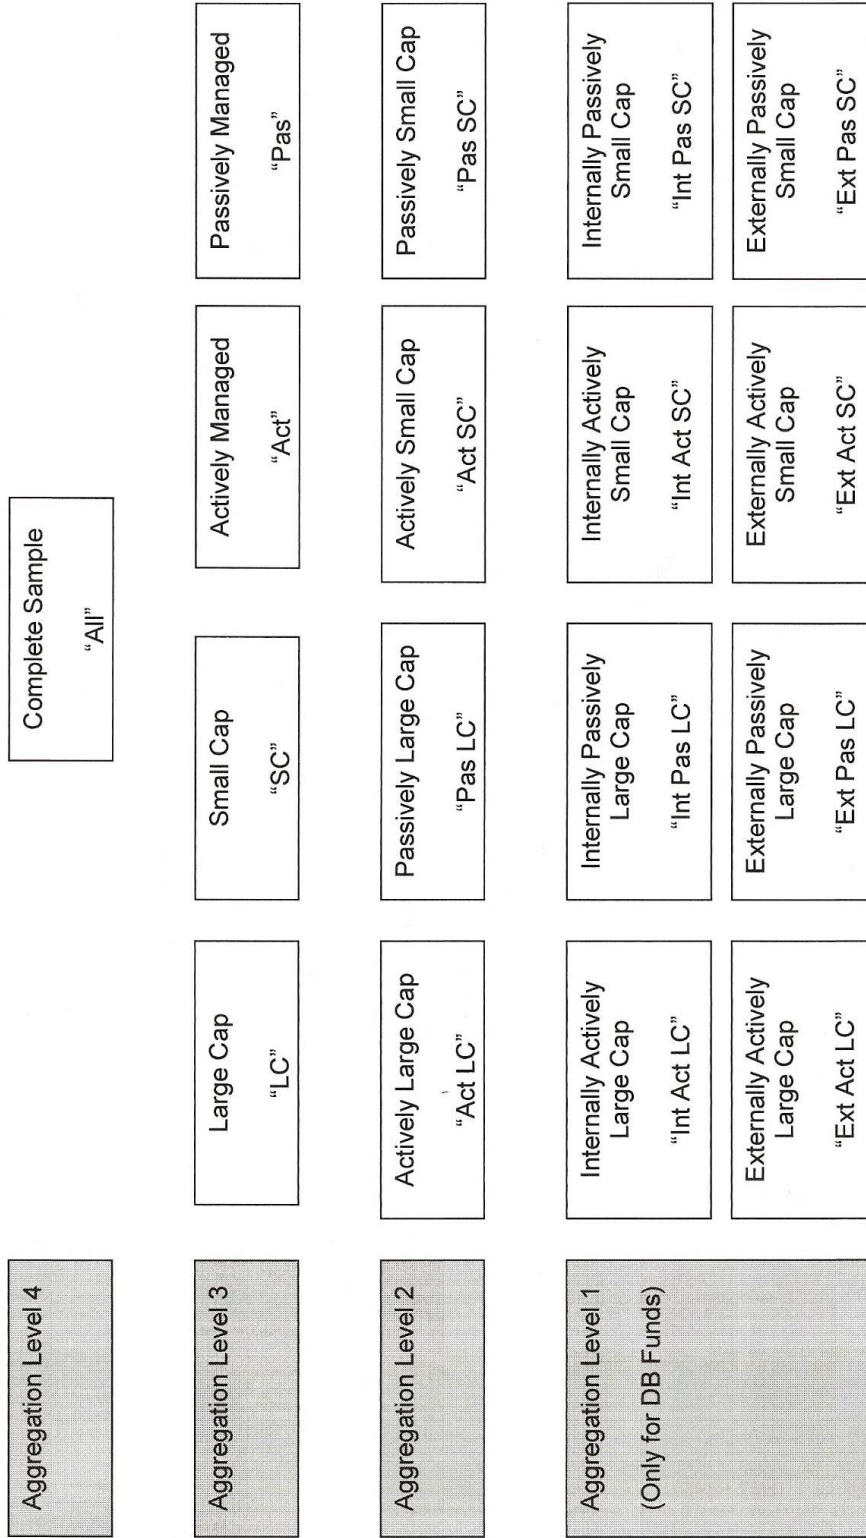 Aggregation Level 4
Complete Sample
“All”
Aggregation Level 3
Large Cap
“LC”
Small Cap
“SC”
Actively Managed
“Act”
Passively Managed
“Pas”
Aggregation Level 2
Actively Large Cap
“Act LC”
Passively Large Cap
“Pas LC”
Actively Small Cap
“Act SC”
Passively Small Cap
“Pas SC”
Aggregation Level 1
(Only for DB Funds)
Internally Actively
Large Cap
“Int Act LC”
Internally Passively
Large Cap
“Int Pas LC”
Internally Actively
Small Cap
“Int Act SC”
Internally Passively
Small Cap
“Int Pas SC”
Externally Actively
Large Cap
“Ext Act LC”
Externally Passively
Large Cap
“Ext Pas LC”
Externally Actively
Small Cap
“Ext Act SC”
Externally Passively
Small Cap
“Ext Pas SC”